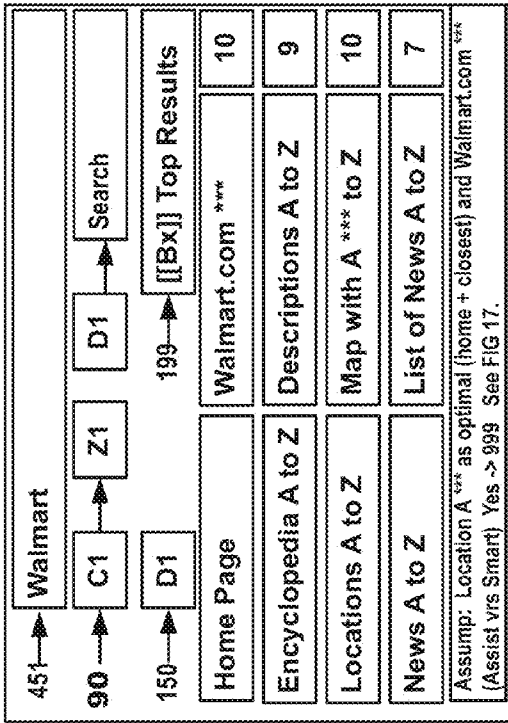 451 Walmart
90 C1 Z1 D1 Search
150 D1 199 [[Bx]] Top Results
Home Page Walmart.com *** 10
Encyclopedia A to Z Descriptions A to Z 9
Locations A to Z Map with A *** to Z 10
News A to Z List of News A to Z 7
Assump: Location A *** as optimal (home + closest) and Walmart.com ***
(Assist vrs Smart) Yes -> 999 See FIG 17.